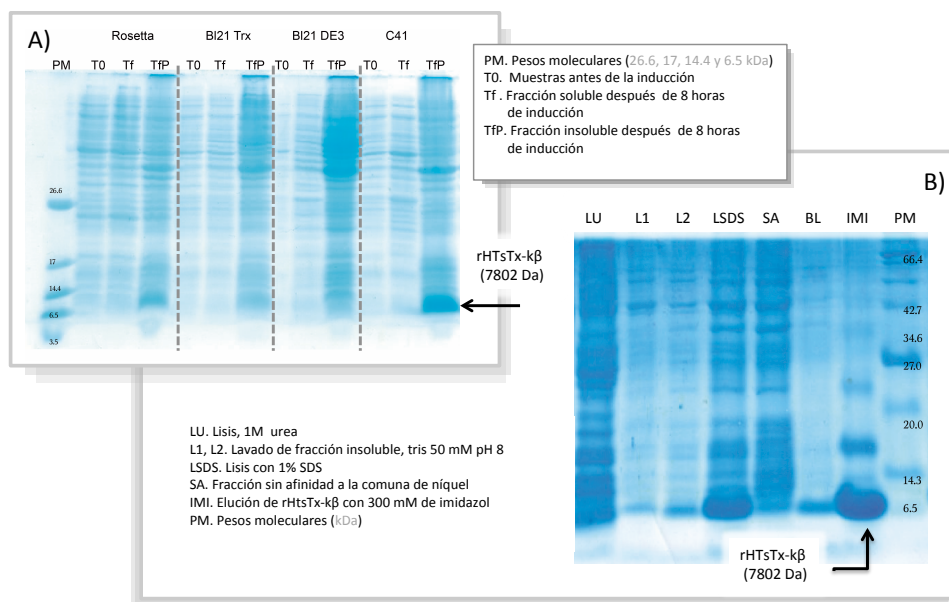 A)
Rosetta Bl21 Trx Bl21 DE3 C41
PM T0 Tf TfP T0 Tf TfP T0 Tf TfP T0 Tf TfP
26.6
17
14.4
6.5
3.5
rHTsTx-kβ
(7802 Da)
PM. Pesos moleculares (26.6, 17, 14.4 y 6.5 kDa)
T0. Muestras antes de la inducción
Tf . Fracción soluble después de 8 horas
de inducción
TfP. Fracción insoluble después de 8 horas
de inducción
B)
LU L1 L2 LSDS SA BL IMI PM
66.4
42.7
34.6
27.0
20.0
14.3
6.5
rHTsTx-kβ
(7802 Da)
LU. Lisis, 1M urea
L1, L2. Lavado de fracción insoluble, tris 50 mM pH 8
LSDS. Lisis con 1% SDS
SA. Fracción sin afinidad a la comuna de níquel
IMI. Elución de rHtsTx-kβ con 300 mM de imidazol
PM. Pesos moleculares (kDa)